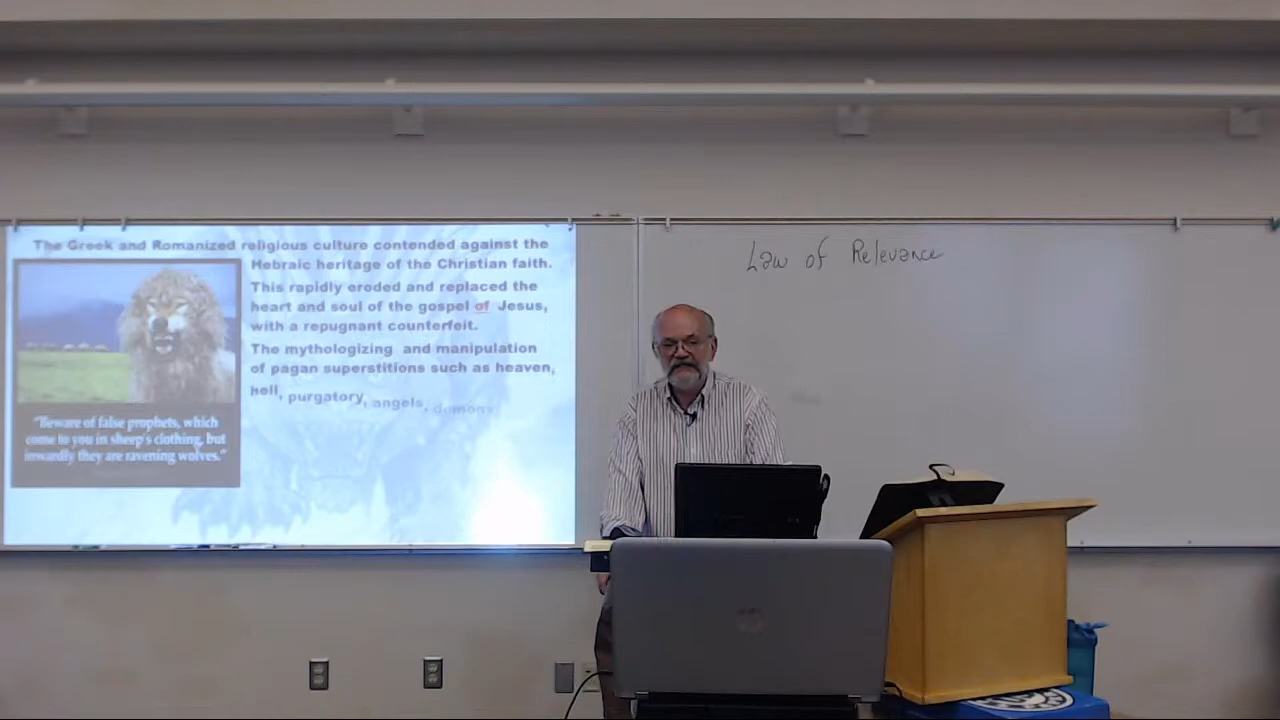 The Greek and Romanized religious culture contended against the
Hebraic heritage of the Christian faith.
This rapidly eroded and replaced the
heart and soul of the gospel of Jesus,
with a repugnant counterfeit.
The mythologizing and manipulation
of pagan superstitions such as heaven,
hell, purgatory, angels, demons
"Beware of false prophets, which
come to you in sheep's clothing, but
inwardly they are ravening wolves."
Law of Relevance
hp